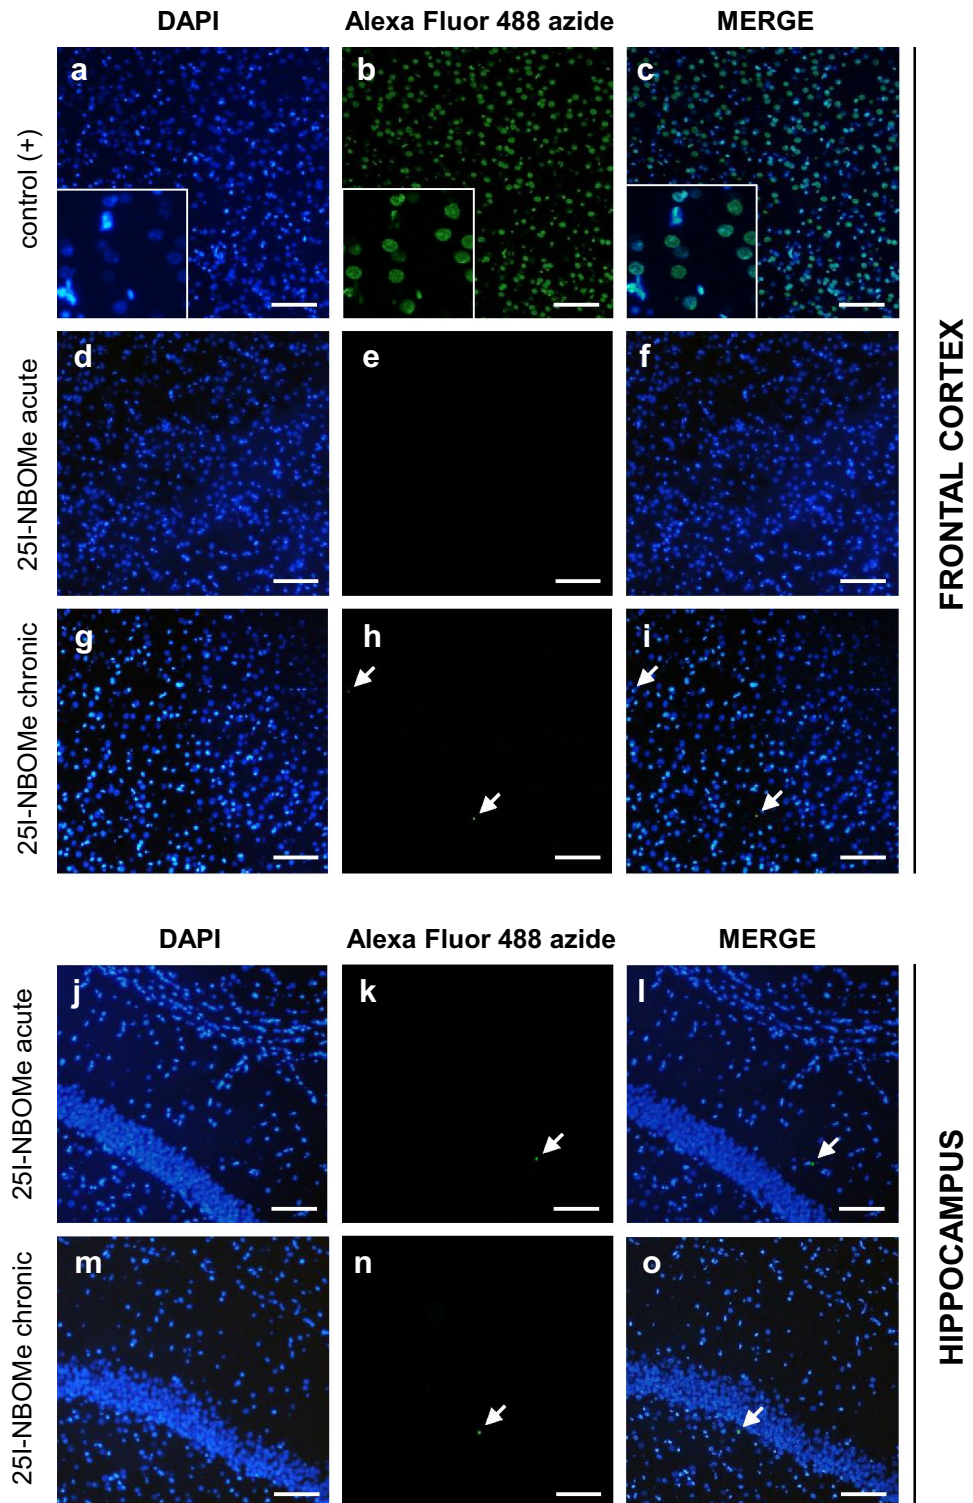 DAPI
Alexa Fluor 488 azide
MERGE
control (+)
a
b
c
25I-NBOMe acute
d
e
f
25I-NBOMe chronic
g
h
i
FRONTAL CORTEX
DAPI
Alexa Fluor 488 azide
MERGE
25I-NBOMe acute
j
k
l
25I-NBOMe chronic
m
n
o
HIPPOCAMPUS